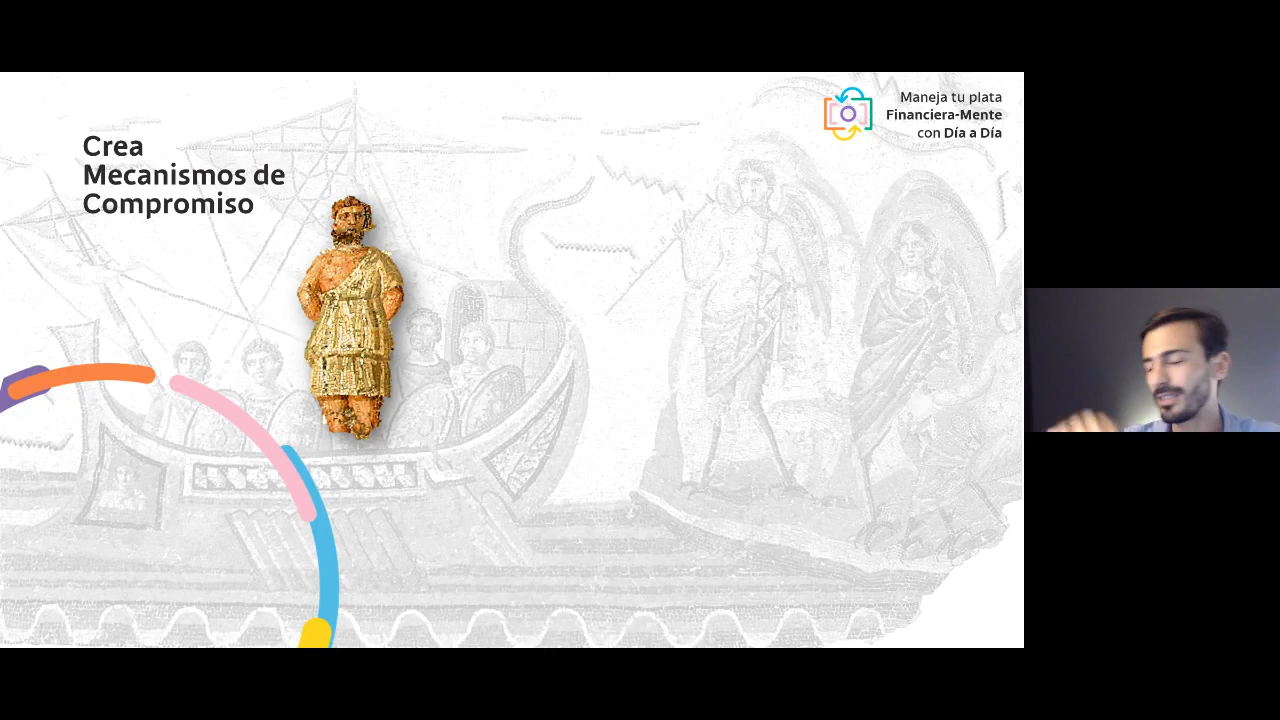 Crea
Mecanismos de
Compromiso
Maneja tu plata
Financiera-Mente
con Día a Día